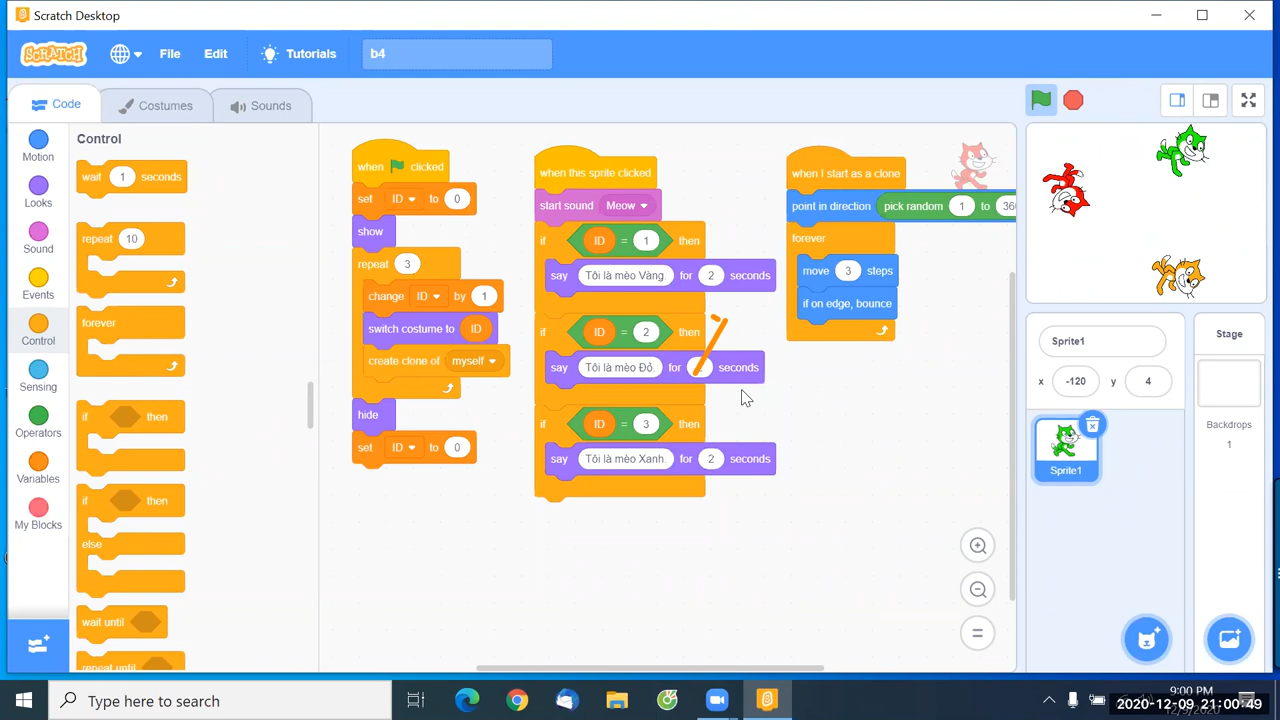 Scratch Desktop
SCRATCH File Edit Tutorials b4
Code Costumes Sounds
Motion
Looks
Sound
Events
Control
Sensing
Operators
Variables
My Blocks
Control
wait 1 seconds
repeat 10
forever
if then
if then
else
wait until
repeat until
when clicked
set ID to 0
show
repeat 3
change ID by 1
switch costume to ID
create clone of myself
hide
set ID to 0
when this sprite clicked
start sound Meow
if ID = 1 then
say Tôi là mèo Vàng. for 2 seconds
if ID = 2 then
say Tôi là mèo Đỏ. for seconds
if ID = 3 then
say Tôi là mèo Xanh. for 2 seconds
when I start as a clone
point in direction pick random 1 to 36
forever
move 3 steps
if on edge, bounce
Sprite1
x -120 y 4
Sprite1
Stage
Backdrops
1
Type here to search
9:00 PM
2020-12-09 21:00:49